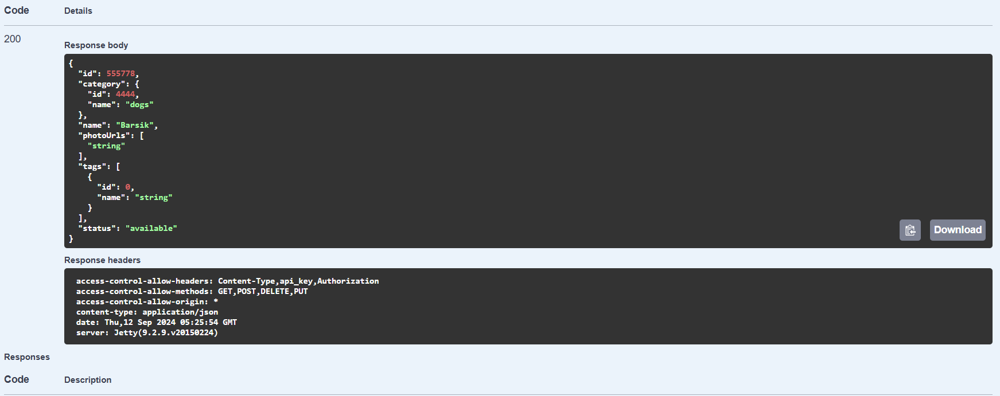 Code Details
200
Response body
{
  "id": 555778,
  "category": {
    "id": 4444,
    "name": "dogs"
  },
  "name": "Barsik",
  "photoUrls": [
    "string"
  ],
  "tags": [
    {
      "id": 0,
      "name": "string"
    }
  ],
  "status": "available"
}
Download
Response headers
access-control-allow-headers: Content-Type,api_key,Authorization
access-control-allow-methods: GET,POST,DELETE,PUT
access-control-allow-origin: *
content-type: application/json
date: Thu,12 Sep 2024 05:25:54 GMT
server: Jetty(9.2.9.v20150224)
Responses
Code Description